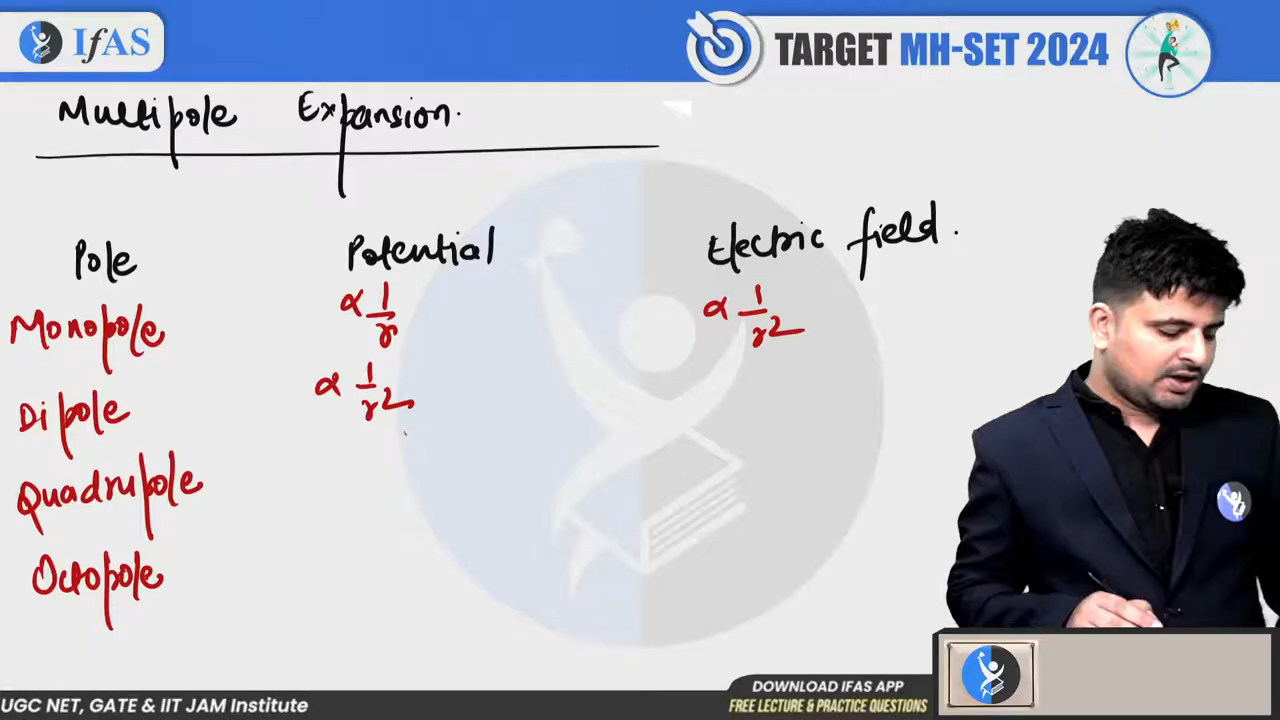 IfAS
TARGET MH-SET 2024
Multipole Expansion.
Pole Potential Electric field.
Monopole ∝ 1/r ∝ 1/r²
Dipole ∝ 1/r²
Quadrupole
Octopole
DOWNLOAD IFAS APP
UGC NET, GATE & IIT JAM Institute
FREE LECTURE & PRACTICE QUESTIONS